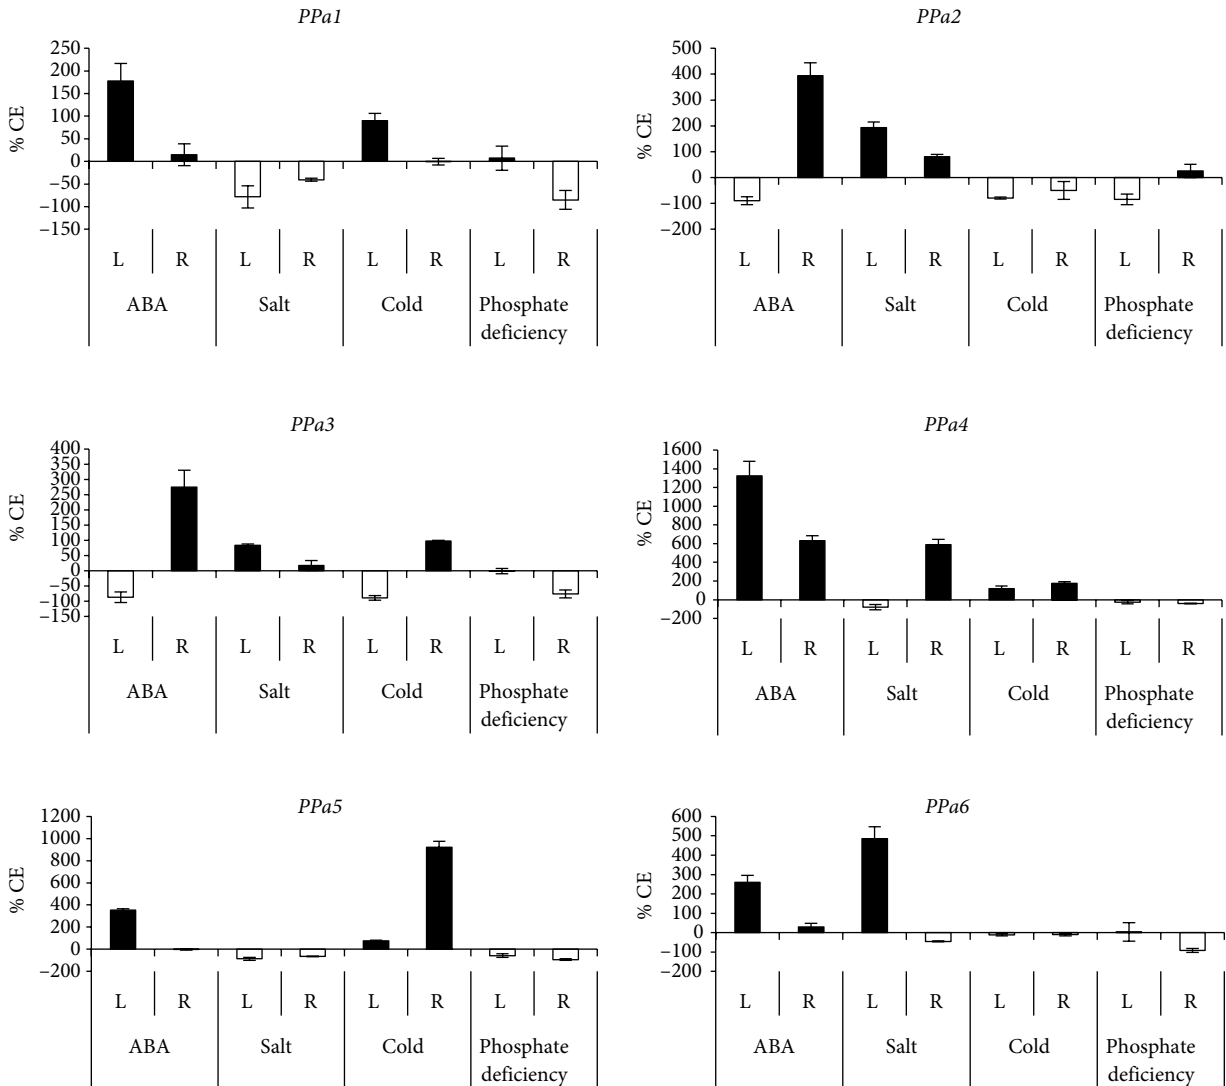 PPa1
250
200
150
100
50
0
−50
−100
−150
% CE
L R L R L R L R
ABA Salt Cold Phosphate
deficiency
PPa2
500
400
300
200
100
0
−100
−200
% CE
L R L R L R L R
ABA Salt Cold Phosphate
deficiency
PPa3
400
350
300
250
200
150
100
50
0
−50
−100
−150
% CE
L R L R L R L R
ABA Salt Cold Phosphate
deficiency
PPa4
1600
1400
1200
1000
800
600
400
200
0
−200
% CE
L R L R L R L R
ABA Salt Cold Phosphate
deficiency
PPa5
1200
1000
800
600
400
200
0
−200
% CE
L R L R L R L R
ABA Salt Cold Phosphate
deficiency
PPa6
600
500
400
300
200
100
0
−100
−200
% CE
L R L R L R L R
ABA Salt Cold Phosphate
deficiency